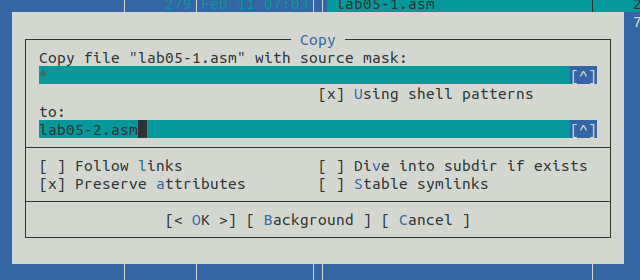 279 Feb 11 07:03 lab05-1.asm 2
7
Copy
Copy file "lab05-1.asm" with source mask:
* [^]
[x] Using shell patterns
to:
lab05-2.asm [^]
[ ] Follow links [ ] Dive into subdir if exists
[x] Preserve attributes [ ] Stable symlinks
[< OK >] [ Background ] [ Cancel ]